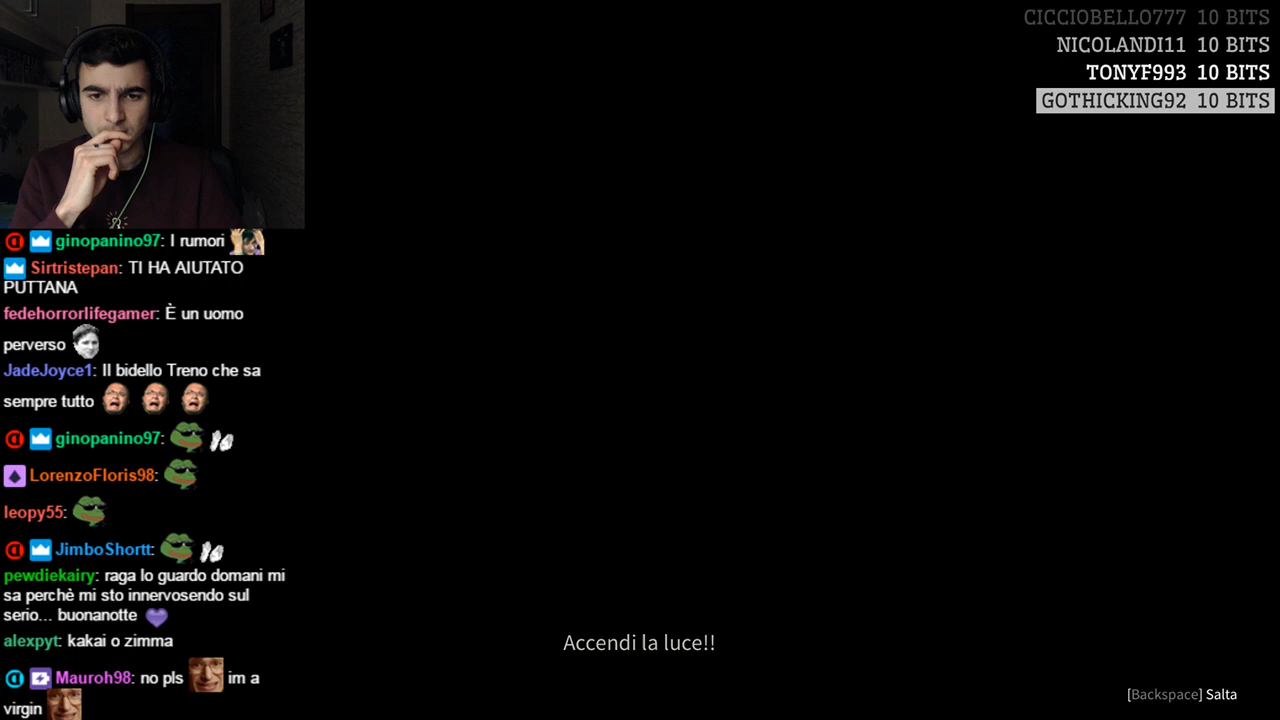 CICCIOBELLO777 10 BITS
NICOLANDI11 10 BITS
TONYF993 10 BITS
GOTHICKING92 10 BITS
ginopanino97: I rumori
Sirtristepan: TI HA AIUTATO
PUTTANA
fedehorrorlifegamer: È un uomo
perverso
JadeJoyce1: Il bidello Treno che sa
sempre tutto
ginopanino97:
LorenzoFloris98:
leopy55:
JimboShortt:
pewdiekairy: raga lo guardo domani mi
sa perchè mi sto innervosendo sul
serio... buonanotte
alexpyt: kakai o zimma
Mauroh98: no pls im a
virgin
Accendi la luce!!
[Backspace] Salta